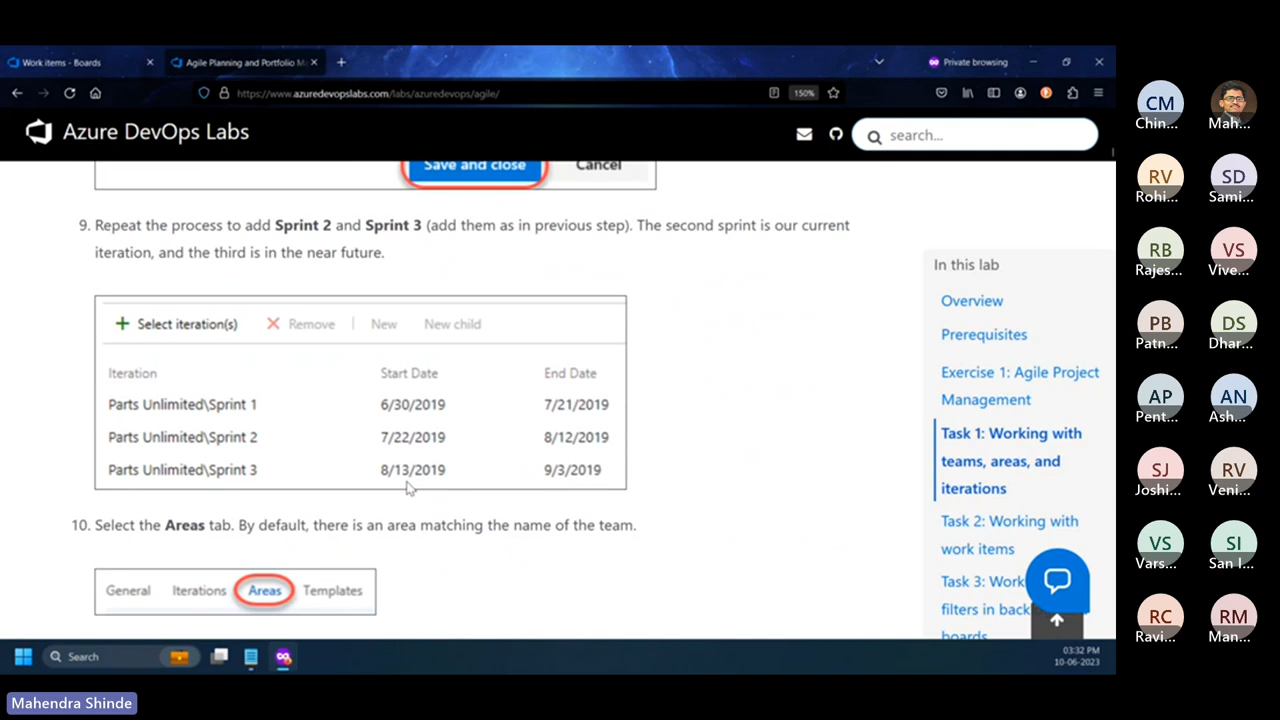 Work items - Boards
Agile Planning and Portfolio M
Private browsing
https://www.azuredevopslabs.com/labs/azuredevops/agile/
150%
Azure DevOps Labs
search...
Save and close
Cancel
9. Repeat the process to add Sprint 2 and Sprint 3 (add them as in previous step). The second sprint is our current
iteration, and the third is in the near future.
Select iteration(s)
Remove
New
New child
Iteration Start Date End Date
Parts Unlimited\Sprint 1 6/30/2019 7/21/2019
Parts Unlimited\Sprint 2 7/22/2019 8/12/2019
Parts Unlimited\Sprint 3 8/13/2019 9/3/2019
10. Select the Areas tab. By default, there is an area matching the name of the team.
General Iterations Areas Templates
In this lab
Overview
Prerequisites
Exercise 1: Agile Project
Management
Task 1: Working with
teams, areas, and
iterations
Task 2: Working with
work items
Task 3: Work
filters in back
boards
Search
03:32 PM
10-06-2023
CM
Chin...
Mah...
RV
Rohi...
SD
Sami...
RB
Rajes...
VS
Vive...
PB
Patn...
DS
Dhar...
AP
Pent...
AN
Ash...
SJ
Joshi...
RV
Veni...
VS
Vars...
SI
San I...
RC
Ravi...
RM
Man...
Mahendra Shinde